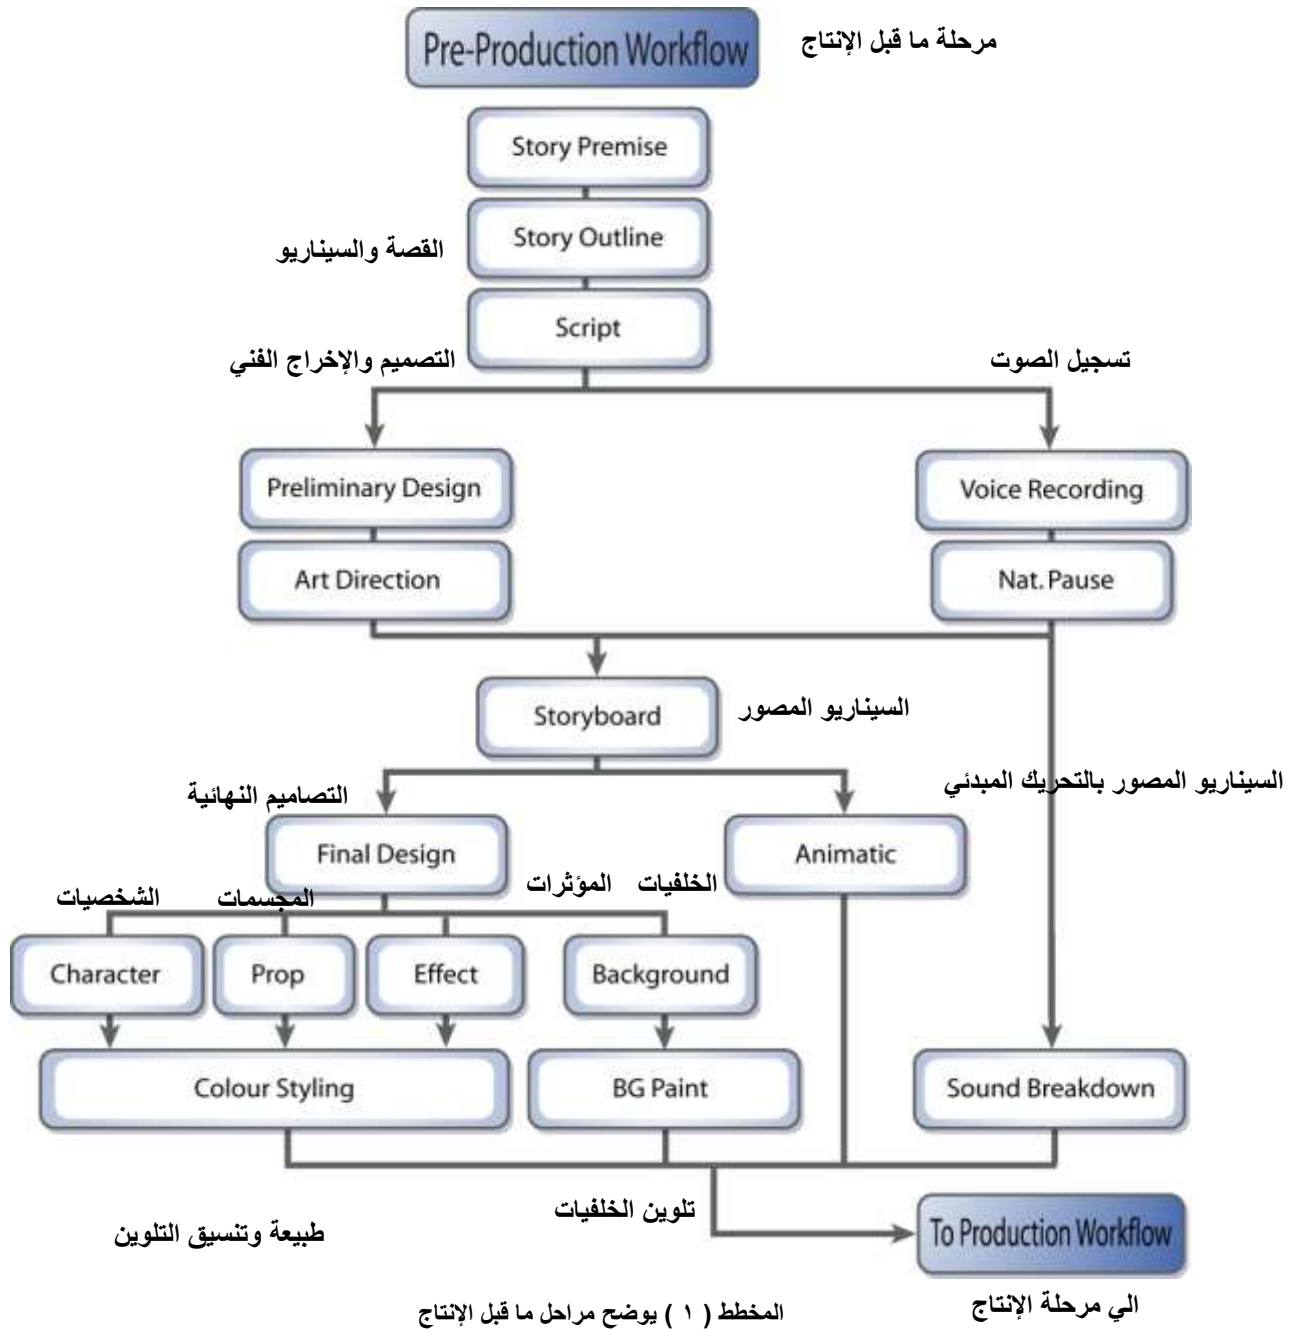 Pre-Production Workflow
مرحلة ما قبل الإنتاج
Story Premise
Story Outline
القصة والسيناريو
Script
التصميم والإخراج الفني
تسجيل الصوت
Preliminary Design
Voice Recording
Art Direction
Nat. Pause
Storyboard
السيناريو المصور
السيناريو المصور بالتحريك المبدئي
التصاميم النهائية
Final Design
Animatic
الشخصيات
المجسمات
المؤثرات
الخلفيات
Character
Prop
Effect
Background
Colour Styling
BG Paint
Sound Breakdown
تلوين الخلفيات
طبيعة وتنسيق التلوين
To Production Workflow
الي مرحلة الإنتاج
المخطط ( ١ ) يوضح مراحل ما قبل الإنتاج